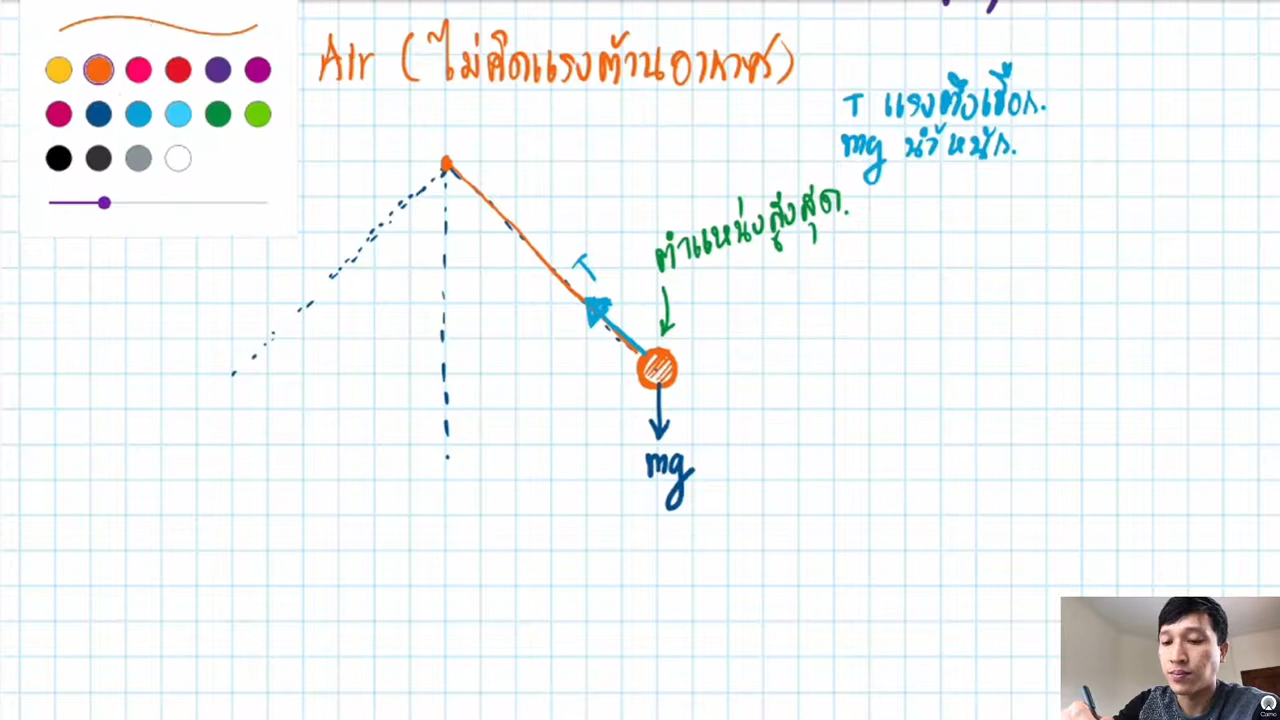 Air (ไม่คิดแรงต้านอากาศ)
T แรงตึงเชือก.
mg น้ำหนัก.
ตำแหน่งสูงสุด.
T
mg
Camo